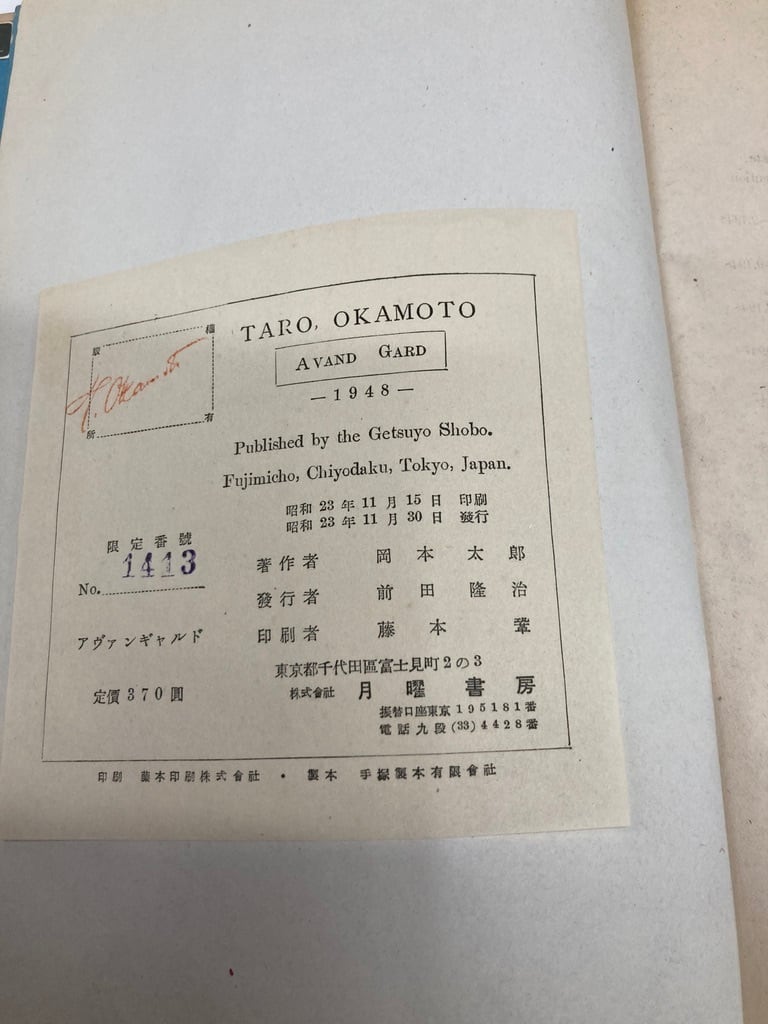 TARO, OKAMOTO
AVAND GARD
—1948—
版權
T. Okamoto
所有
Published by the Getsuyo Shobo.
Fujimicho, Chiyodaku, Tokyo, Japan.
昭和 23 年 11 月 15 日 印刷
昭和 23 年 11 月 30 日 發行
限定番號
No. 1413
著作者 岡本太郎
發行者 前田隆治
アヴァンギャルド
印刷者 藤本鞏
定價 370 圓
東京都千代田區富士見町2の3
株式會社 月曜書房
振替口座東京 195181番
電話九段 (33) 4428番
印刷 藤本印刷株式會社 • 製本 手塚製本有限會社